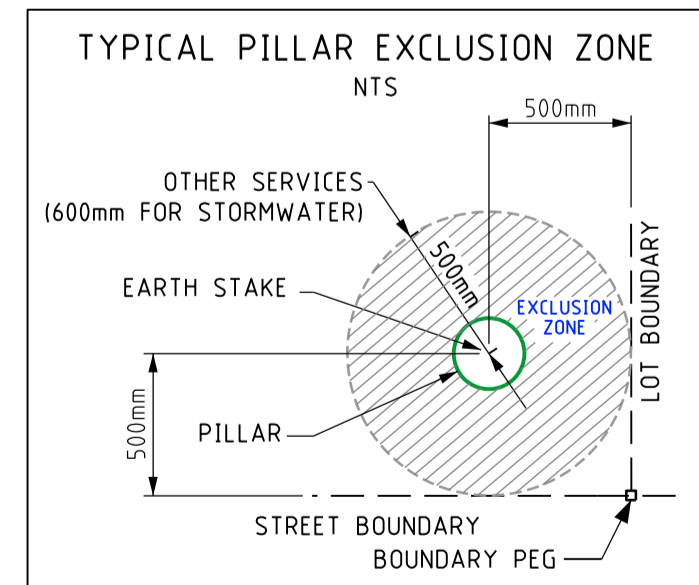 TYPICAL PILLAR EXCLUSION ZONE
NTS
500mm
OTHER SERVICES
(600mm FOR STORMWATER)
500mm
LOT BOUNDARY
EARTH STAKE
EXCLUSION
ZONE
500mm
PILLAR
STREET BOUNDARY
BOUNDARY PEG